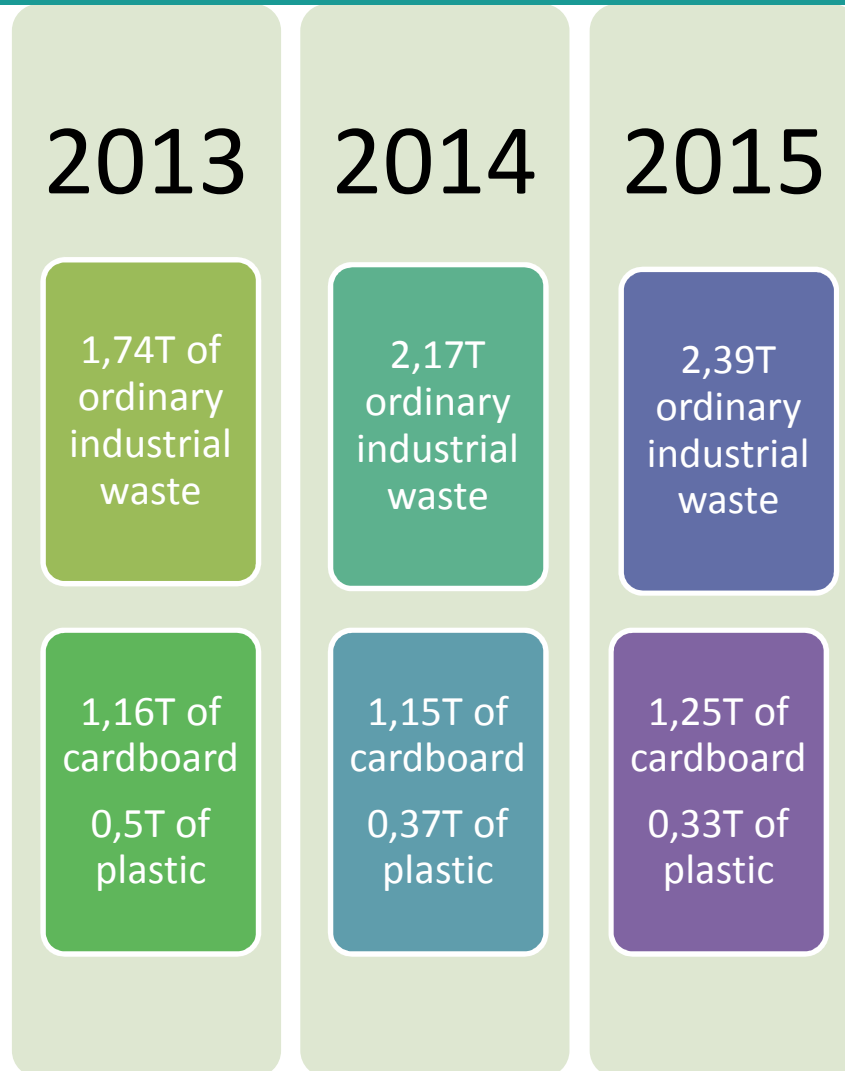 2013
1,74T of
ordinary
industrial
waste
1,16T of
cardboard
0,5T of
plastic
2014
2,17T
ordinary
industrial
waste
1,15T of
cardboard
0,37T of
plastic
2015
2,39T
ordinary
industrial
waste
1,25T of
cardboard
0,33T of
plastic